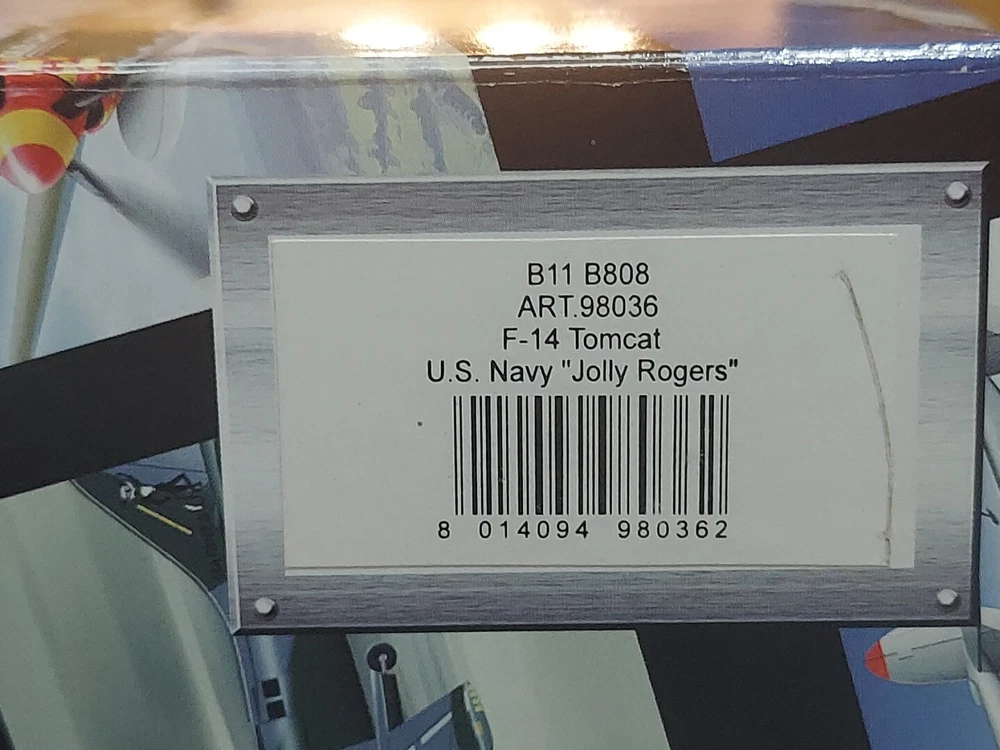 B11 B808
ART.98036
F-14 Tomcat
U.S. Navy "Jolly Rogers"
8 014094 980362